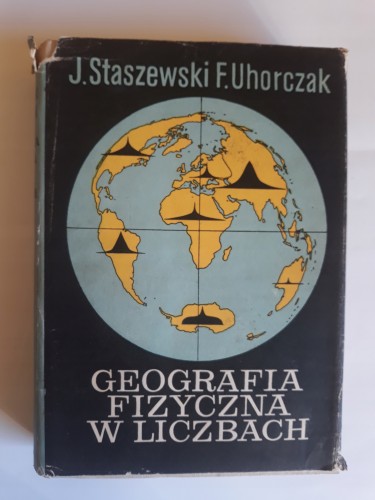 J. Staszewski F. Uhorczak
GEOGRAFIA
FIZYCZNA
W LICZBACH